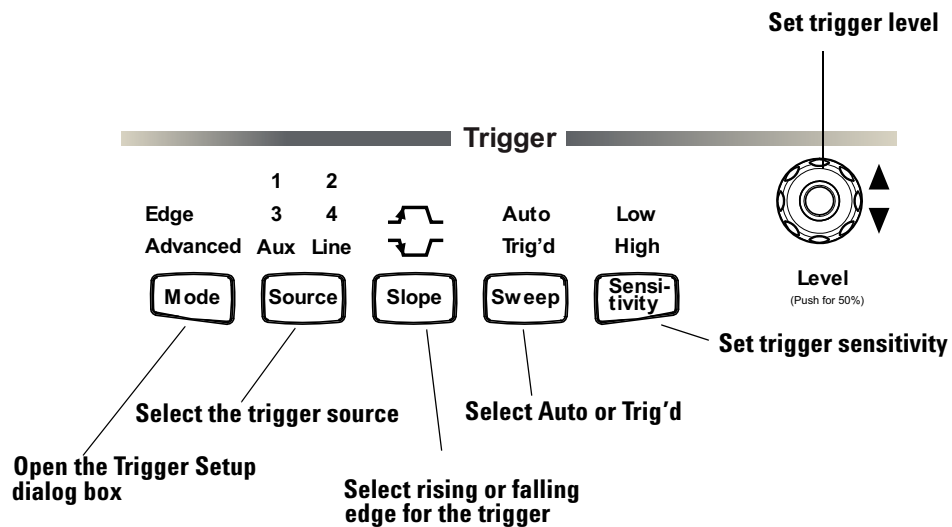 Set trigger level
Trigger
1 2
Edge 3 4 Auto Low
Advanced Aux Line Trig'd High
Mode Source Slope Sweep Sensi-
tivity
Level
(Push for 50%)
Set trigger sensitivity
Select the trigger source
Select Auto or Trig'd
Open the Trigger Setup
dialog box
Select rising or falling
edge for the trigger